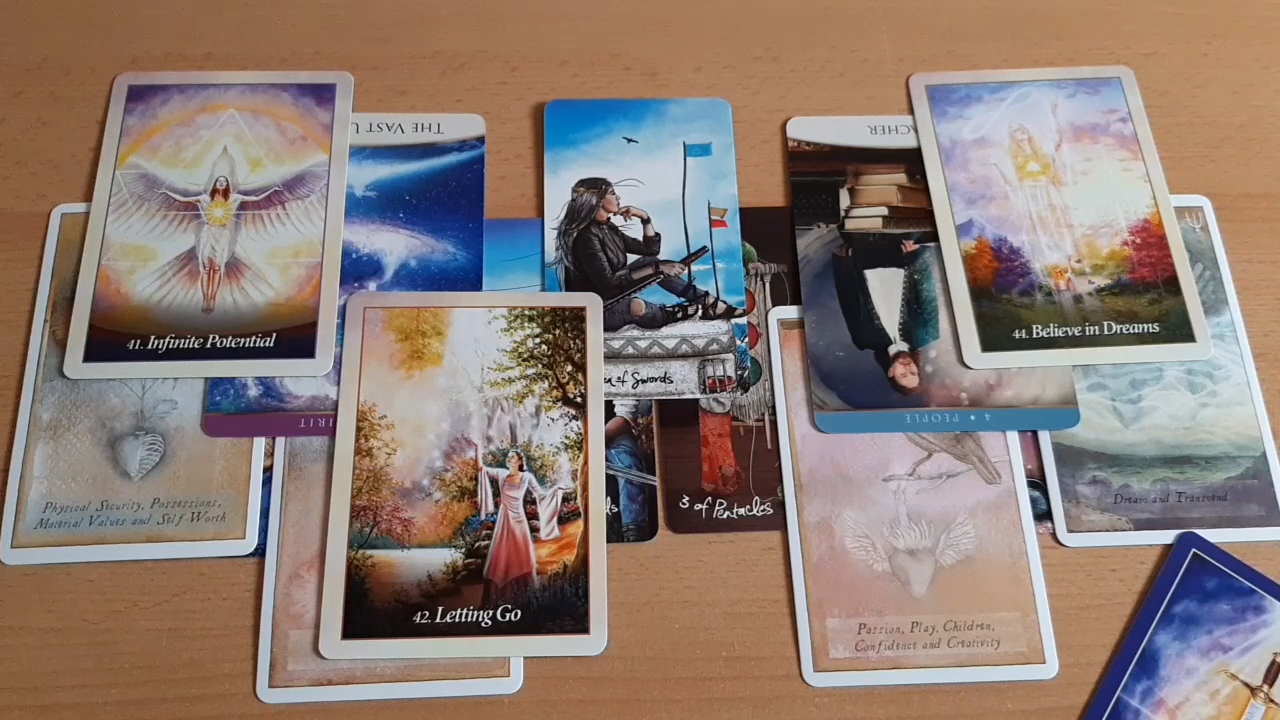 THE VAST
41. Infinite Potential
44. Believe in Dreams
of Swords
4 • PEOPLE
Physical Security, Possessions,
Material Values and Self-Worth
3 of Pentacles
Dream and Transcend
42. Letting Go
Passion, Play, Children,
Confidence and Creativity